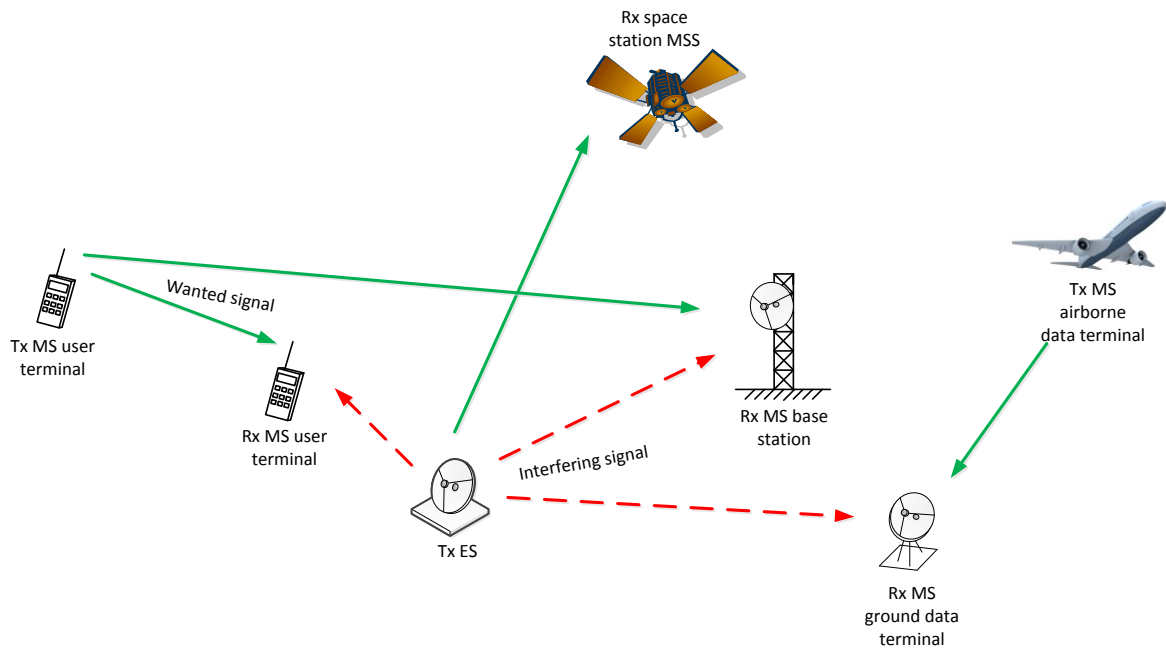 Rx space
station MSS
Wanted signal
Tx MS user
terminal
Tx MS
airborne
data terminal
Rx MS user
terminal
Rx MS base
station
Interfering signal
Tx ES
Rx MS
ground data
terminal